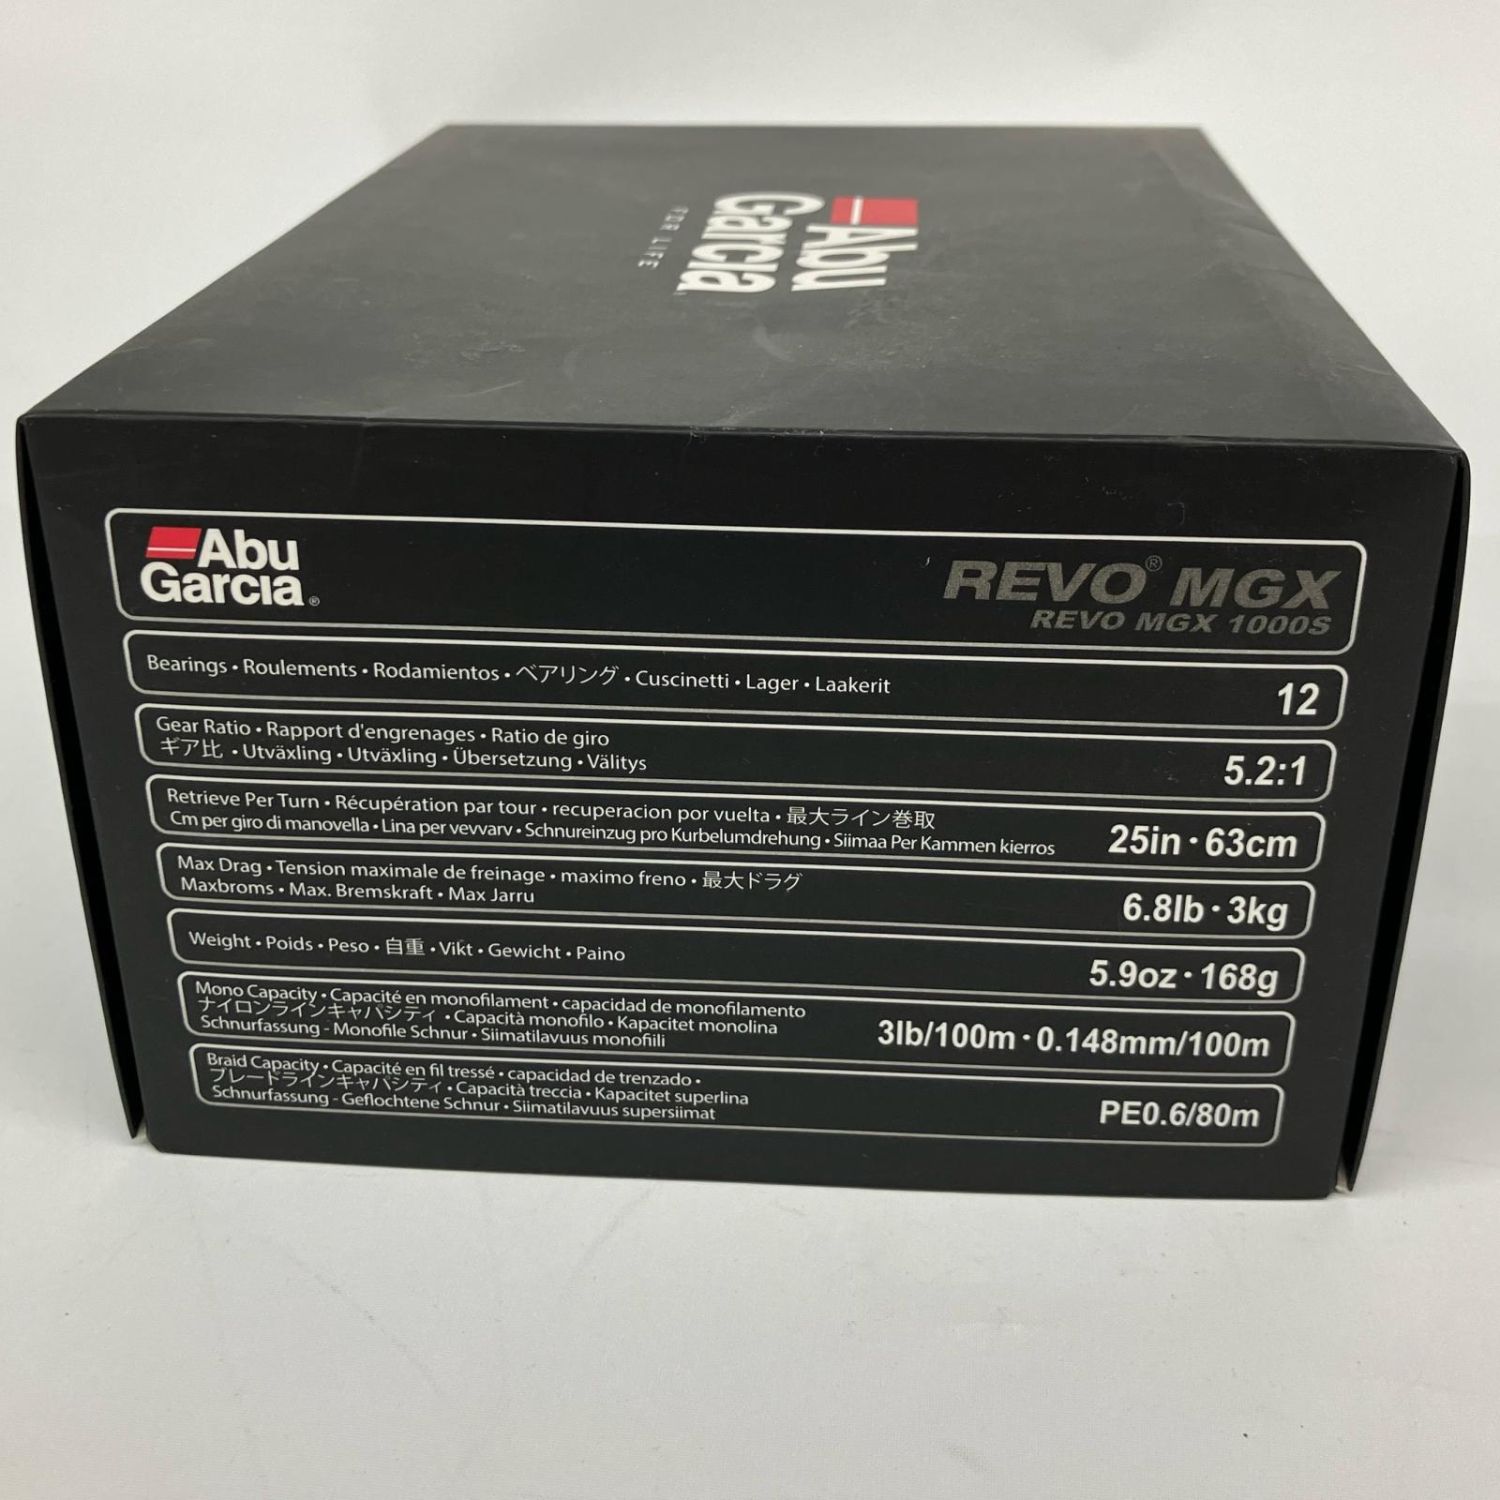 Abu
Garcia
FOR LIFE
Abu
Garcia®
REVO® MGX
REVO MGX 1000S
Bearings • Roulements • Rodamientos • ベアリング • Cuscinetti • Lager • Laakerit
12
Gear Ratio • Rapport d'engrenages • Ratio de giro
ギア比 • Utväxling • Utväxling • Übersetzung • Välitys
5.2:1
Retrieve Per Turn • Récupération par tour • recuperacion por vuelta • 最大ライン巻取
Cm per giro di manovella • Lina per vevvarv • Schnureinzug pro Kurbelumdrehung • Siimaa Per Kammen kierros
25in • 63cm
Max Drag • Tension maximale de freinage • maximo freno • 最大ドラグ
Maxbroms • Max. Bremskraft • Max Jarru
6.8lb • 3kg
Weight • Poids • Peso • 自重 • Vikt • Gewicht • Paino
5.9oz • 168g
Mono Capacity • Capacité en monofilament • capacidad de monofilamento
ナイロンラインキャパシティ • Capacità monofilo • Kapacitet monolina
Schnurfassung - Monofile Schnur • Siimatilavuus monofiili
3lb/100m • 0.148mm/100m
Braid Capacity • Capacité en fil tressé • capacidad de trenzado •
ブレードラインキャパシティ • Capacità treccia • Kapacitet superlina
Schnurfassung - Geflochtene Schnur • Siimatilavuus supersiimat
PE0.6/80m